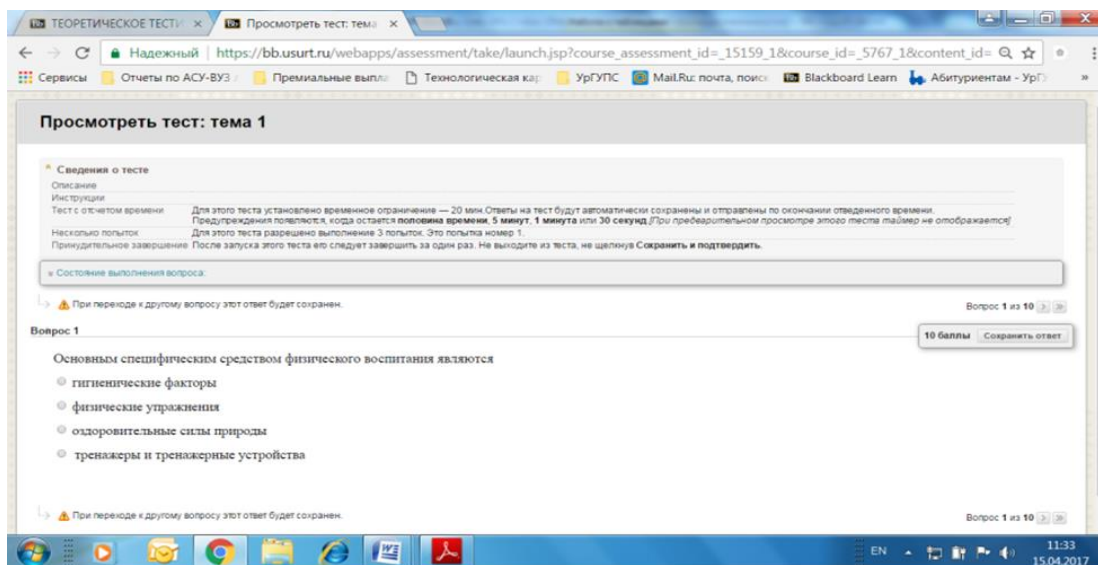 ТЕОРЕТИЧЕСКОЕ ТЕСТИ
Просмотреть тест: тема
Надежный | https://bb.usurt.ru/webapps/assessment/take/launch.jsp?course_assessment_id=_15159_1&course_id=_5767_1&content_id=
Сервисы Отчеты по АСУ-ВУЗ / Премиальные выпла Технологическая кар УрГУПС Mail.Ru: почта, поиск Blackboard Learn Абитуриентам - УрГ
Просмотреть тест: тема 1
Сведения о тесте
Описание
Инструкции
Тест с отсчетом времени Для этого теста установлено временное ограничение — 20 мин.Ответы на тест будут автоматически сохранены и отправлены по окончании отведенного времени.
Предупреждения появляются, когда остается половина времени, 5 минут, 1 минута или 30 секунд.[При предварительном просмотре этого теста таймер не отображается]
Несколько попыток Для этого теста разрешено выполнение 3 попыток. Это попытка номер 1.
Принудительное завершение После запуска этого теста его следует завершить за один раз. Не выходите из теста, не щелкнув Сохранить и подтвердить.
Состояние выполнения вопроса:
При переходе к другому вопросу этот ответ будет сохранен. Вопрос 1 из 10
Вопрос 1
10 баллы Сохранить ответ
Основным специфическим средством физического воспитания являются
гигиенические факторы
физические упражнения
оздоровительные силы природы
тренажеры и тренажерные устройства
При переходе к другому вопросу этот ответ будет сохранен. Вопрос 1 из 10
EN 11:33
15.04.2017